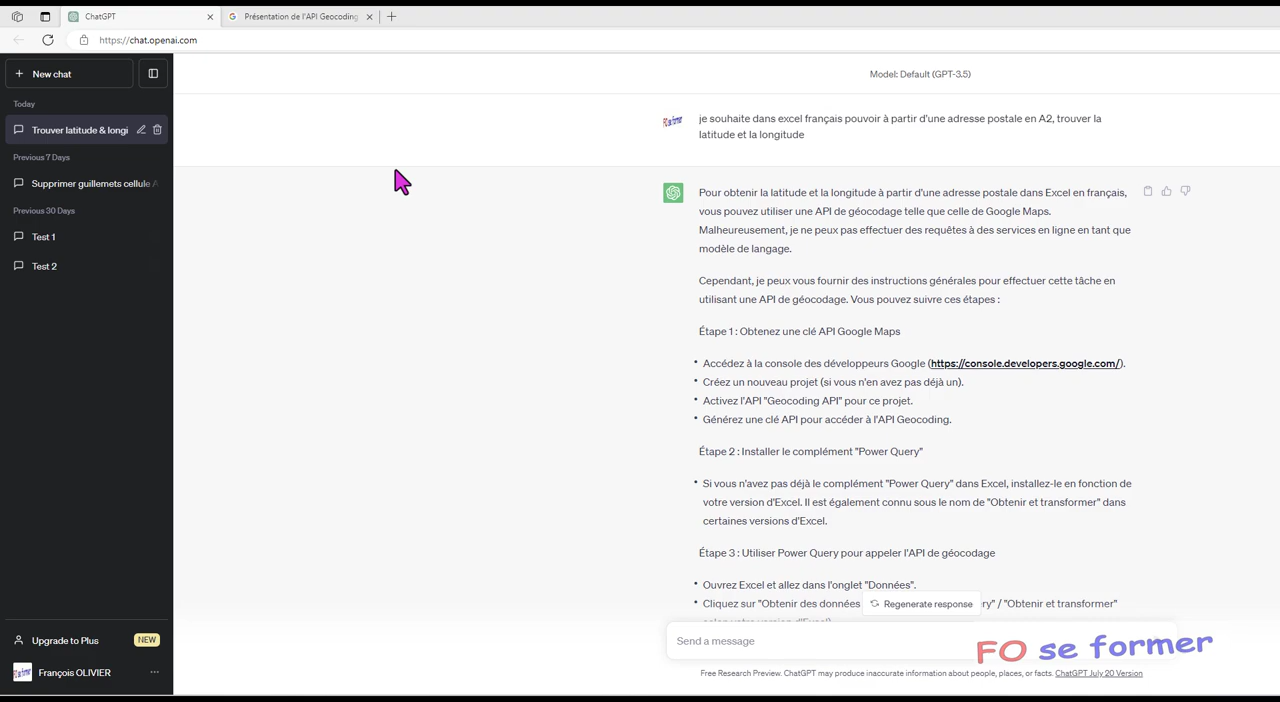 ChatGPT
Présentation de l'API Geocoding
https://chat.openai.com
New chat
Today
Trouver latitude & longi
Previous 7 Days
Supprimer guillemets cellule A
Previous 30 Days
Test 1
Test 2
Upgrade to Plus
NEW
François OLIVIER
Model: Default (GPT-3.5)
je souhaite dans excel français pouvoir à partir d'une adresse postale en A2, trouver la
latitude et la longitude
Pour obtenir la latitude et la longitude à partir d'une adresse postale dans Excel en français,
vous pouvez utiliser une API de géocodage telle que celle de Google Maps.
Malheureusement, je ne peux pas effectuer des requêtes à des services en ligne en tant que
modèle de langage.
Cependant, je peux vous fournir des instructions générales pour effectuer cette tâche en
utilisant une API de géocodage. Vous pouvez suivre ces étapes :
Étape 1 : Obtenez une clé API Google Maps
• Accédez à la console des développeurs Google (https://console.developers.google.com/).
• Créez un nouveau projet (si vous n'en avez pas déjà un).
• Activez l'API "Geocoding API" pour ce projet.
• Générez une clé API pour accéder à l'API Geocoding.
Étape 2 : Installer le complément "Power Query"
• Si vous n'avez pas déjà le complément "Power Query" dans Excel, installez-le en fonction de
votre version d'Excel. Il est également connu sous le nom de "Obtenir et transformer" dans
certaines versions d'Excel.
Étape 3 : Utiliser Power Query pour appeler l'API de géocodage
• Ouvrez Excel et allez dans l'onglet "Données".
• Cliquez sur "Obtenir des données
Regenerate response
ry" / "Obtenir et transformer"
Send a message
FO se former
Free Research Preview. ChatGPT may produce inaccurate information about people, places, or facts. ChatGPT July 20 Version